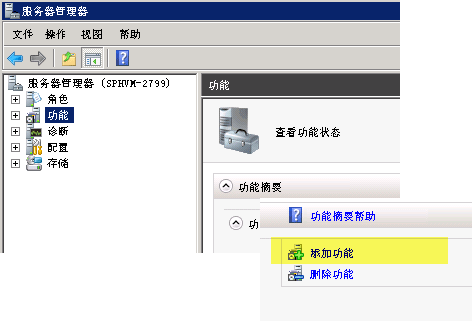 服务器管理器
文件 操作 视图 帮助
服务器管理器 (SPHVM-2799)
角色
功能
诊断
配置
存储
功能
查看功能状态
功能摘要
功
功能摘要帮助
添加功能
删除功能